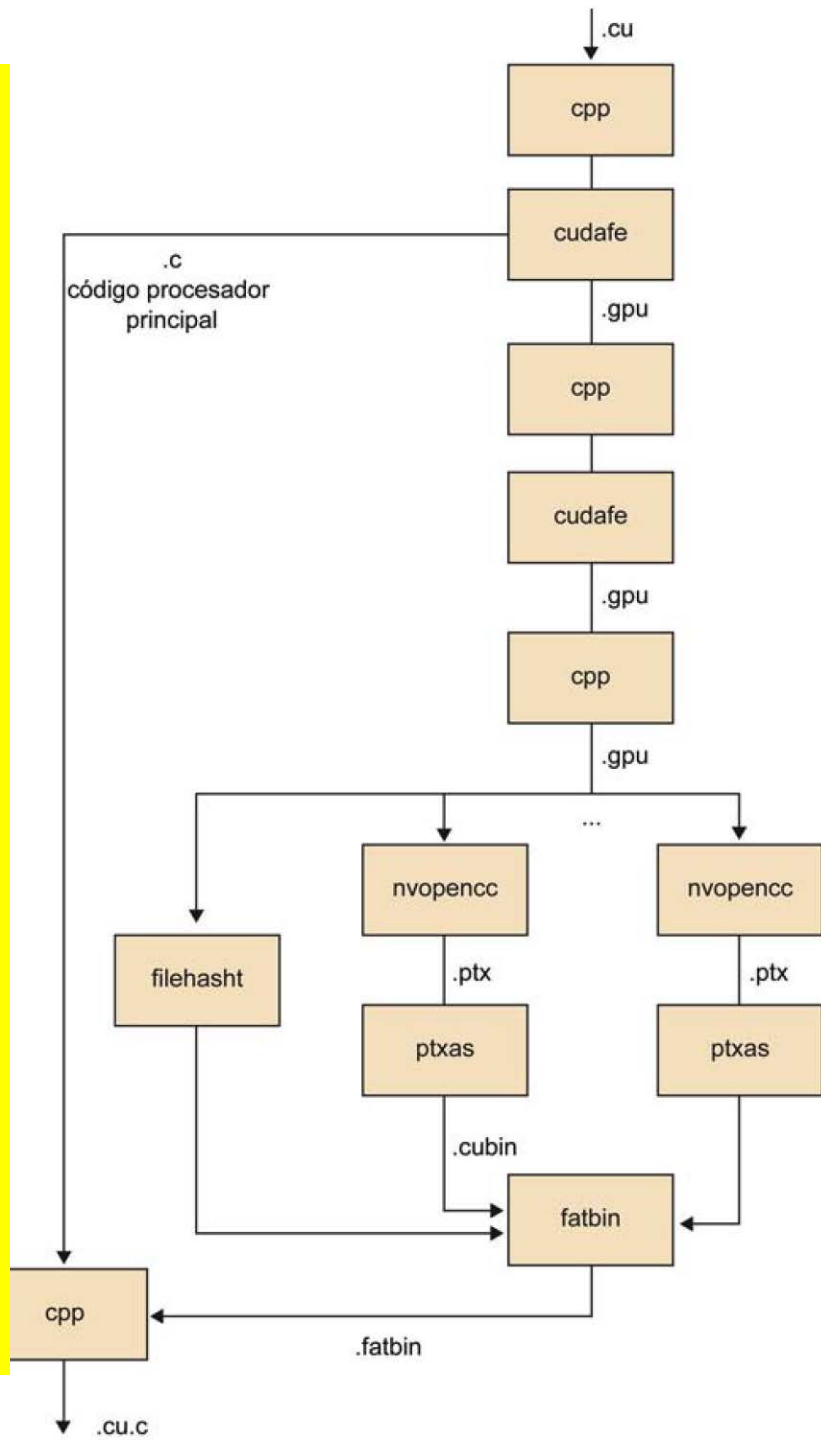 .cu
cpp
cudafe
.c
código procesador
principal
.gpu
cpp
cudafe
.gpu
cpp
.gpu
...
nvopencc
nvopencc
filehasht
.ptx
.ptx
ptxas
ptxas
.cubin
fatbin
cpp
.fatbin
.cu.c